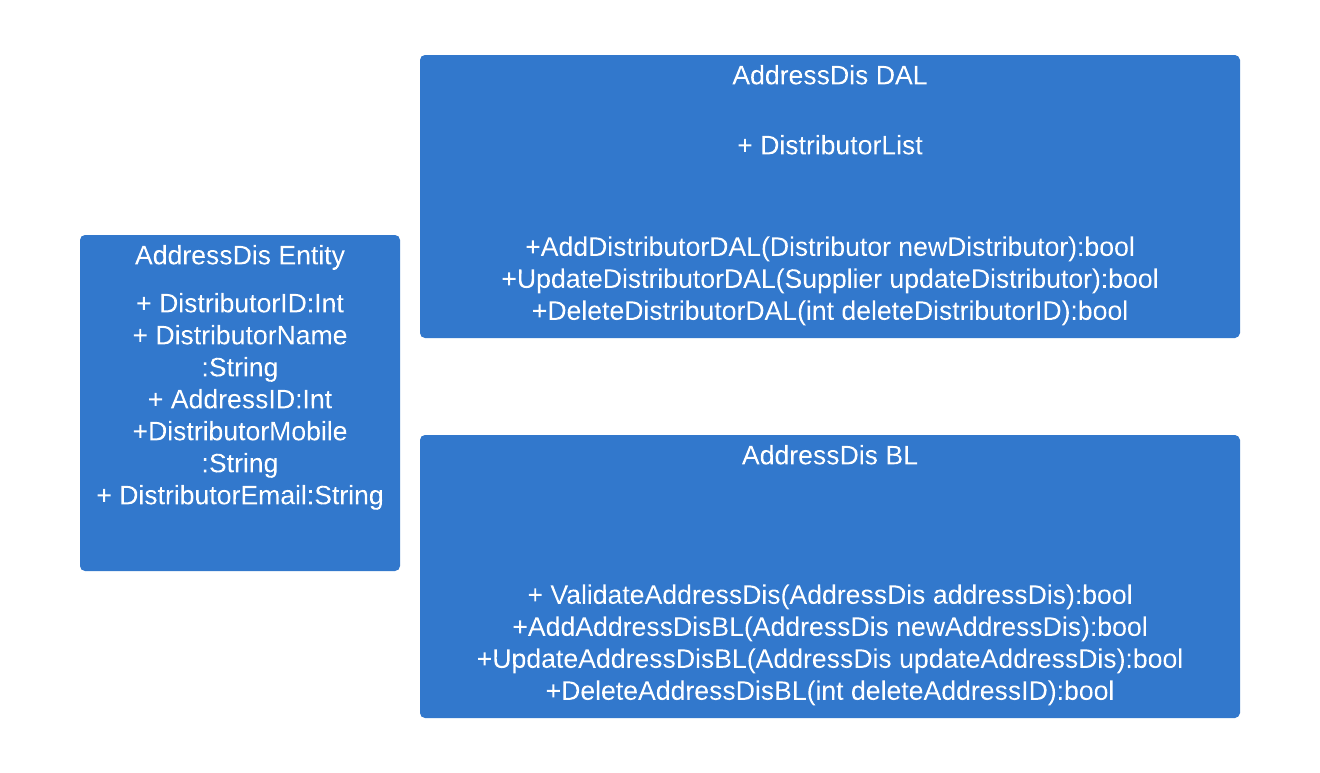 AddressDis Entity
+ DistributorID:Int
+ DistributorName
:String
+ AddressID:Int
+DistributorMobile
:String
+ DistributorEmail:String
AddressDis DAL
+ DistributorList
+AddDistributorDAL(Distributor newDistributor):bool
+UpdateDistributorDAL(Supplier updateDistributor):bool
+DeleteDistributorDAL(int deleteDistributorID):bool
AddressDis BL
+ ValidateAddressDis(AddressDis addressDis):bool
+AddAddressDisBL(AddressDis newAddressDis):bool
+UpdateAddressDisBL(AddressDis updateAddressDis):bool
+DeleteAddressDisBL(int deleteAddressID):bool